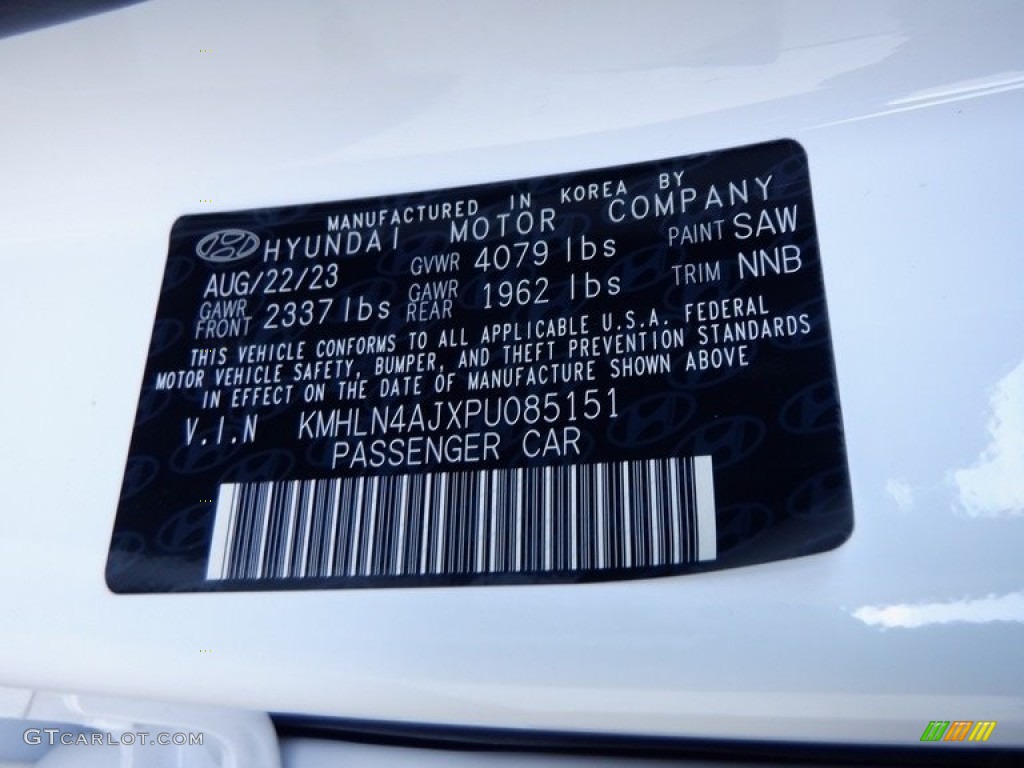 MANUFACTURED IN KOREA BY
HYUNDAI MOTOR COMPANY
AUG/22/23 GVWR 4079 lbs PAINT SAW
GAWR FRONT 2337 lbs GAWR REAR 1962 lbs TRIM NNB
THIS VEHICLE CONFORMS TO ALL APPLICABLE U.S.A. FEDERAL
MOTOR VEHICLE SAFETY, BUMPER, AND THEFT PREVENTION STANDARDS
IN EFFECT ON THE DATE OF MANUFACTURE SHOWN ABOVE
V.I.N KMHLN4AJXPU085151
PASSENGER CAR
GTCARLOT.COM